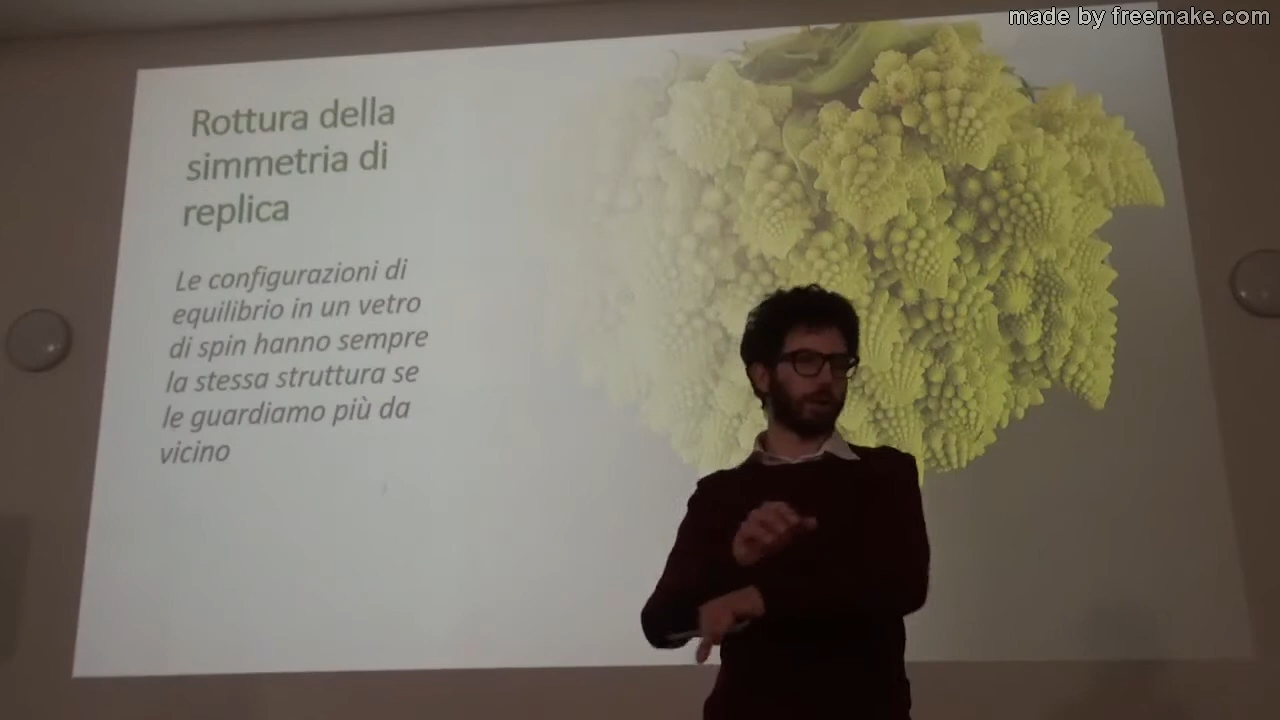 made by freemake.com
Rottura della
simmetria di
replica
Le configurazioni di
equilibrio in un vetro
di spin hanno sempre
la stessa struttura se
le guardiamo più da
vicino